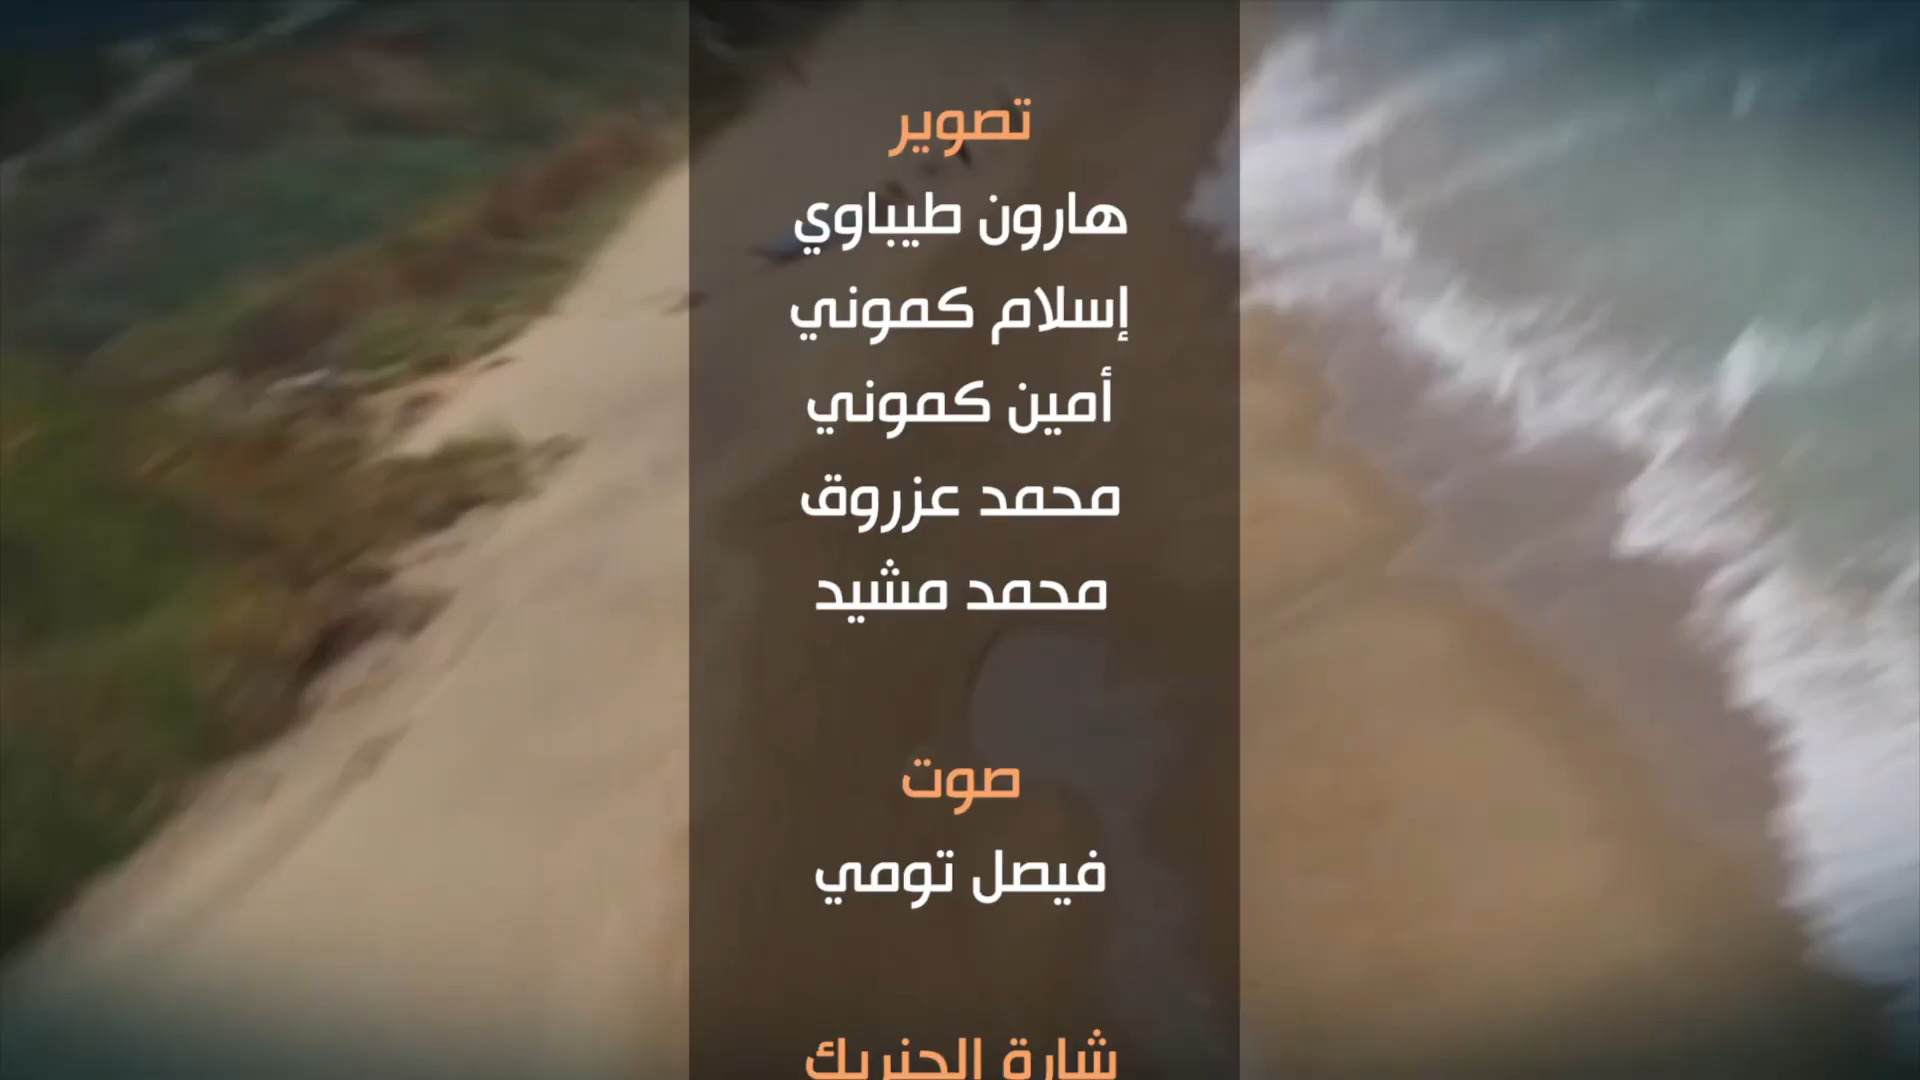 تصوير
هارون طيباوي
إسلام كموني
أمين كموني
محمد عزروق
محمد مشيد
صوت
فيصل تومي
شارة الجنريك